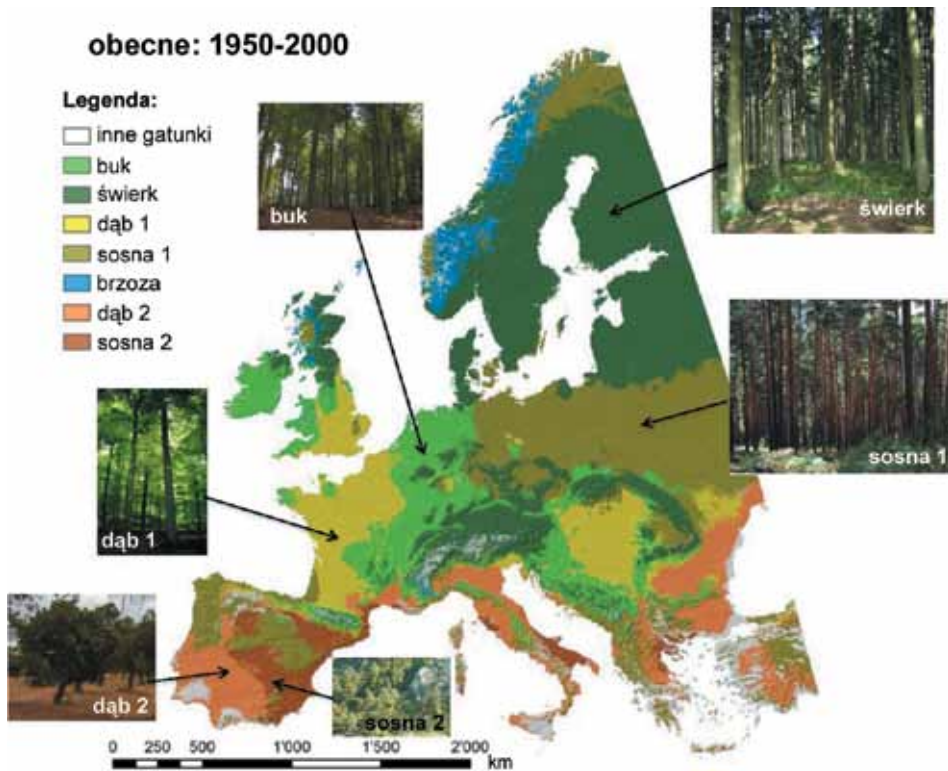 obecne: 1950-2000
Legenda:
inne gatunki
buk
świerk
dąb 1
sosna 1
brzoza
dąb 2
sosna 2
buk
świerk
sosna 1
dąb 1
dąb 2
sosna 2
0 250 500 1'000 1'500 2'000
km